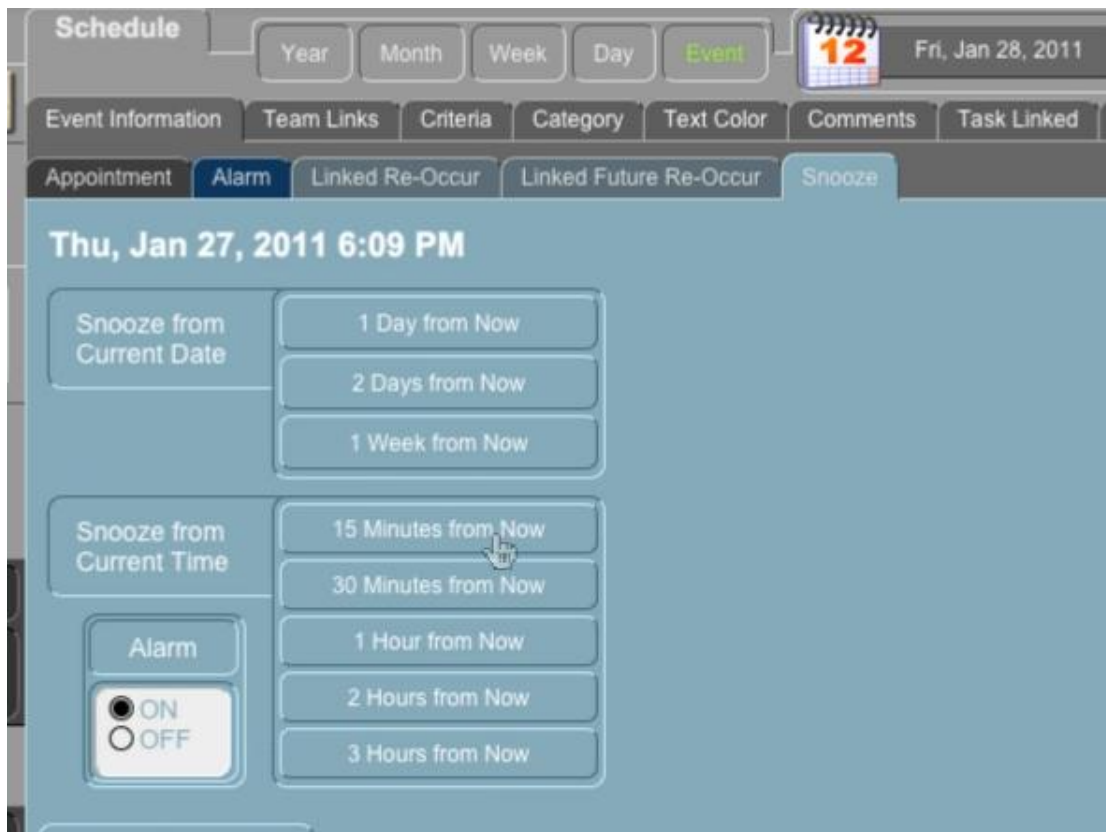 Schedule
Year Month Week Day Event
12
Fri, Jan 28, 2011
Event Information Team Links Criteria Category Text Color Comments Task Linked
Appointment Alarm Linked Re-Occur Linked Future Re-Occur Snooze
Thu, Jan 27, 2011 6:09 PM
Snooze from
Current Date
1 Day from Now
2 Days from Now
1 Week from Now
Snooze from
Current Time
15 Minutes from Now
30 Minutes from Now
1 Hour from Now
2 Hours from Now
3 Hours from Now
Alarm
ON
OFF